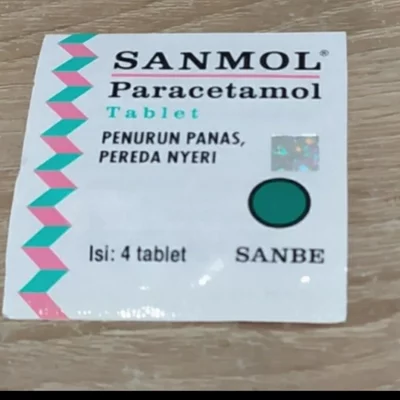 SANMOL®
Paracetamol
Tablet
PENURUN PANAS,
PEREDA NYERI
Isi: 4 tablet
SANBE